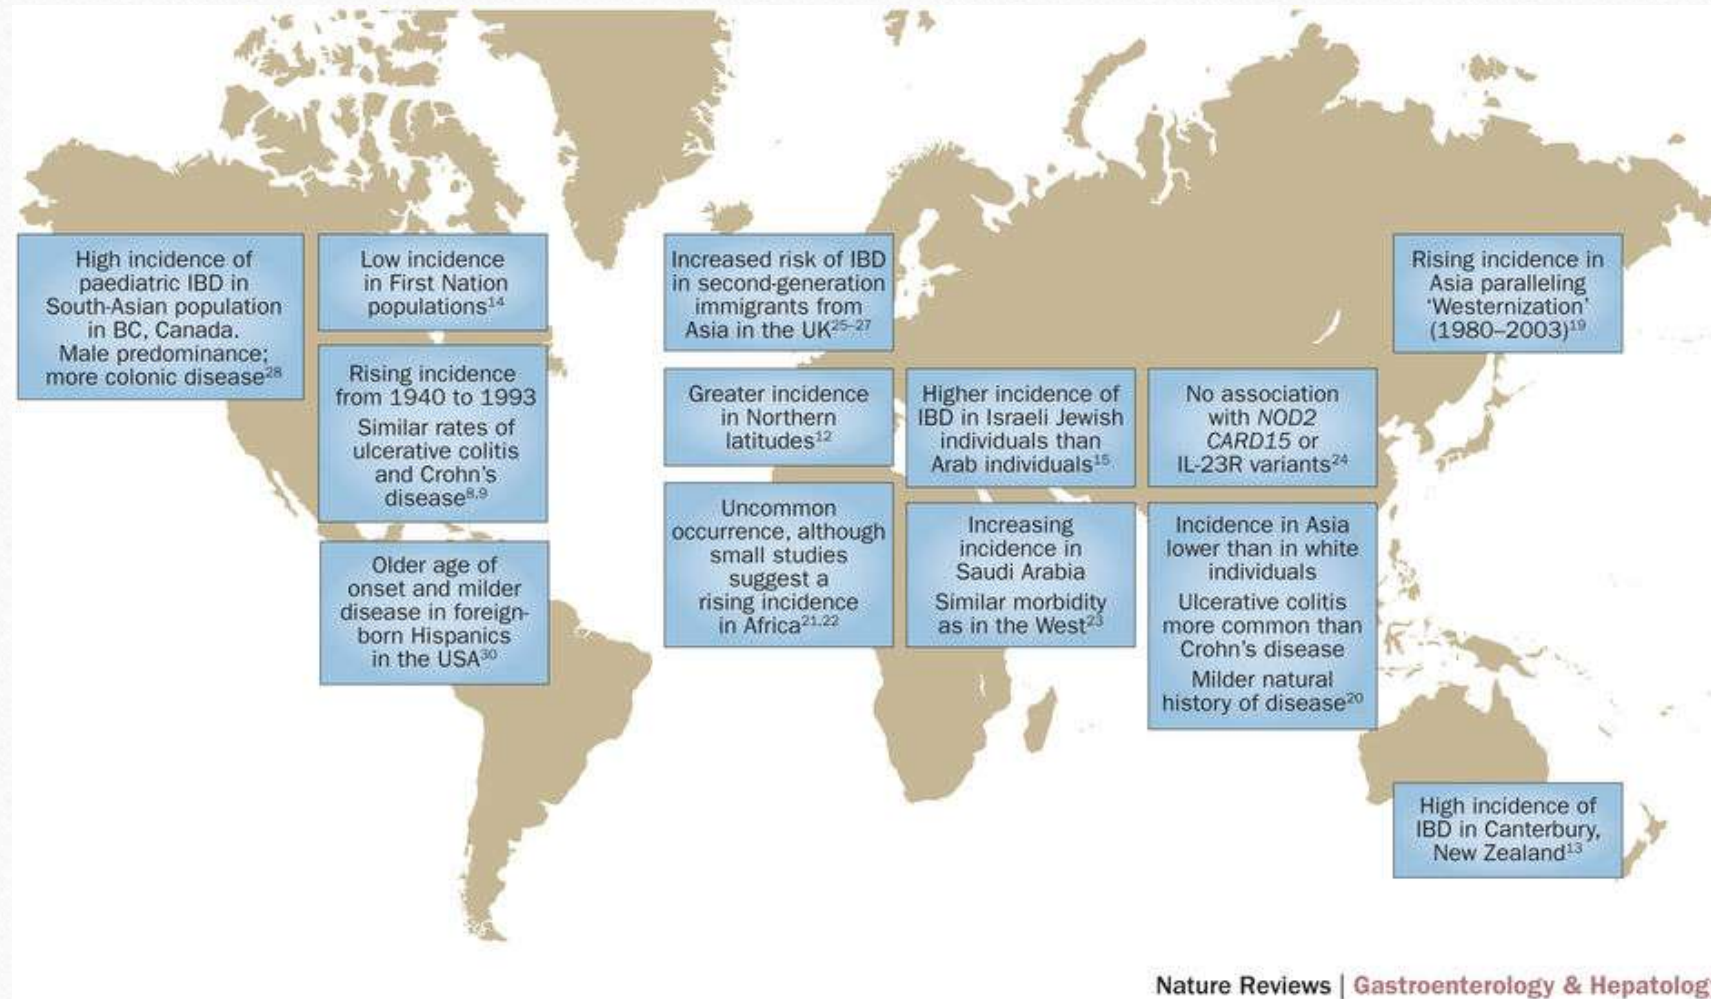 High incidence of
paediatric IBD in
South-Asian population
in BC, Canada.
Male predominance;
more colonic disease²⁸
Low incidence
in First Nation
populations¹⁴
Rising incidence
from 1940 to 1993
Similar rates of
ulcerative colitis
and Crohn's
disease⁸,⁹
Older age of
onset and milder
disease in foreign-
born Hispanics
in the USA³⁰
Increased risk of IBD
in second-generation
immigrants from
Asia in the UK²⁵⁻²⁷
Greater incidence
in Northern
latitudes¹²
Uncommon
occurrence, although
small studies
suggest a
rising incidence
in Africa²¹,²²
Higher incidence of
IBD in Israeli Jewish
individuals than
Arab individuals¹⁵
Increasing
incidence in
Saudi Arabia
Similar morbidity
as in the West²³
No association
with NOD2
CARD15 or
IL-23R variants²⁴
Incidence in Asia
lower than in white
individuals
Ulcerative colitis
more common than
Crohn's disease
Milder natural
history of disease²⁰
Rising incidence in
Asia paralleling
'Westernization'
(1980–2003)¹⁹
High incidence of
IBD in Canterbury,
New Zealand¹³
Nature Reviews | Gastroenterology & Hepatolog